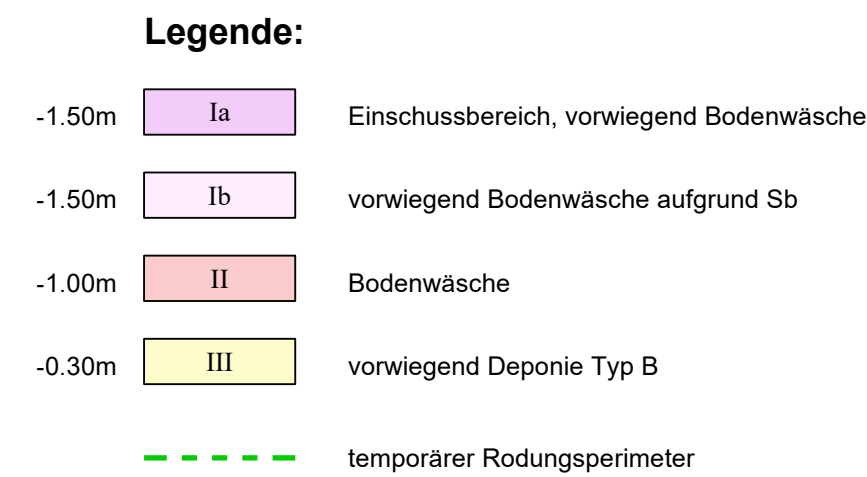 Legende:
-1.50m Ia Einschussbereich, vorwiegend Bodenwäsche
-1.50m Ib vorwiegend Bodenwäsche aufgrund Sb
-1.00m II Bodenwäsche
-0.30m III vorwiegend Deponie Typ B
temporärer Rodungsperimeter